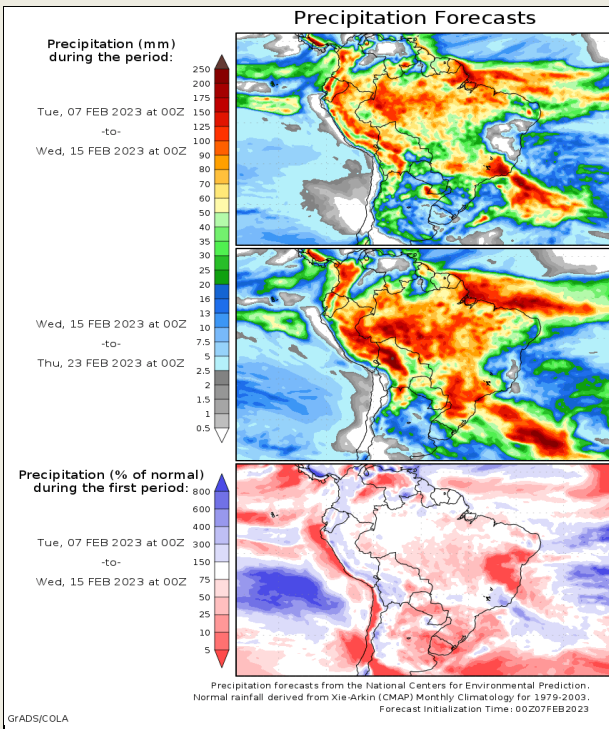 Precipitation Forecasts
Precipitation (mm)
during the period:
Tue, 07 FEB 2023 at 00Z
-to-
Wed, 15 FEB 2023 at 00Z
250
200
175
150
125
100
90
80
70
60
50
40
35
30
25
20
16
13
10
7.5
5
2.5
2
1.5
1
0.5
Wed, 15 FEB 2023 at 00Z
-to-
Thu, 23 FEB 2023 at 00Z
Precipitation (% of normal)
during the first period:
Tue, 07 FEB 2023 at 00Z
-to-
Wed, 15 FEB 2023 at 00Z
800
600
400
300
150
75
50
25
10
5
Precipitation forecasts from the National Centers for Environmental Prediction.
Normal rainfall derived from Xie-Arkin (CMAP) Monthly Climatology for 1979-2003.
Forecast Initialization Time: 00Z07FEB2023
GrADS/COLA